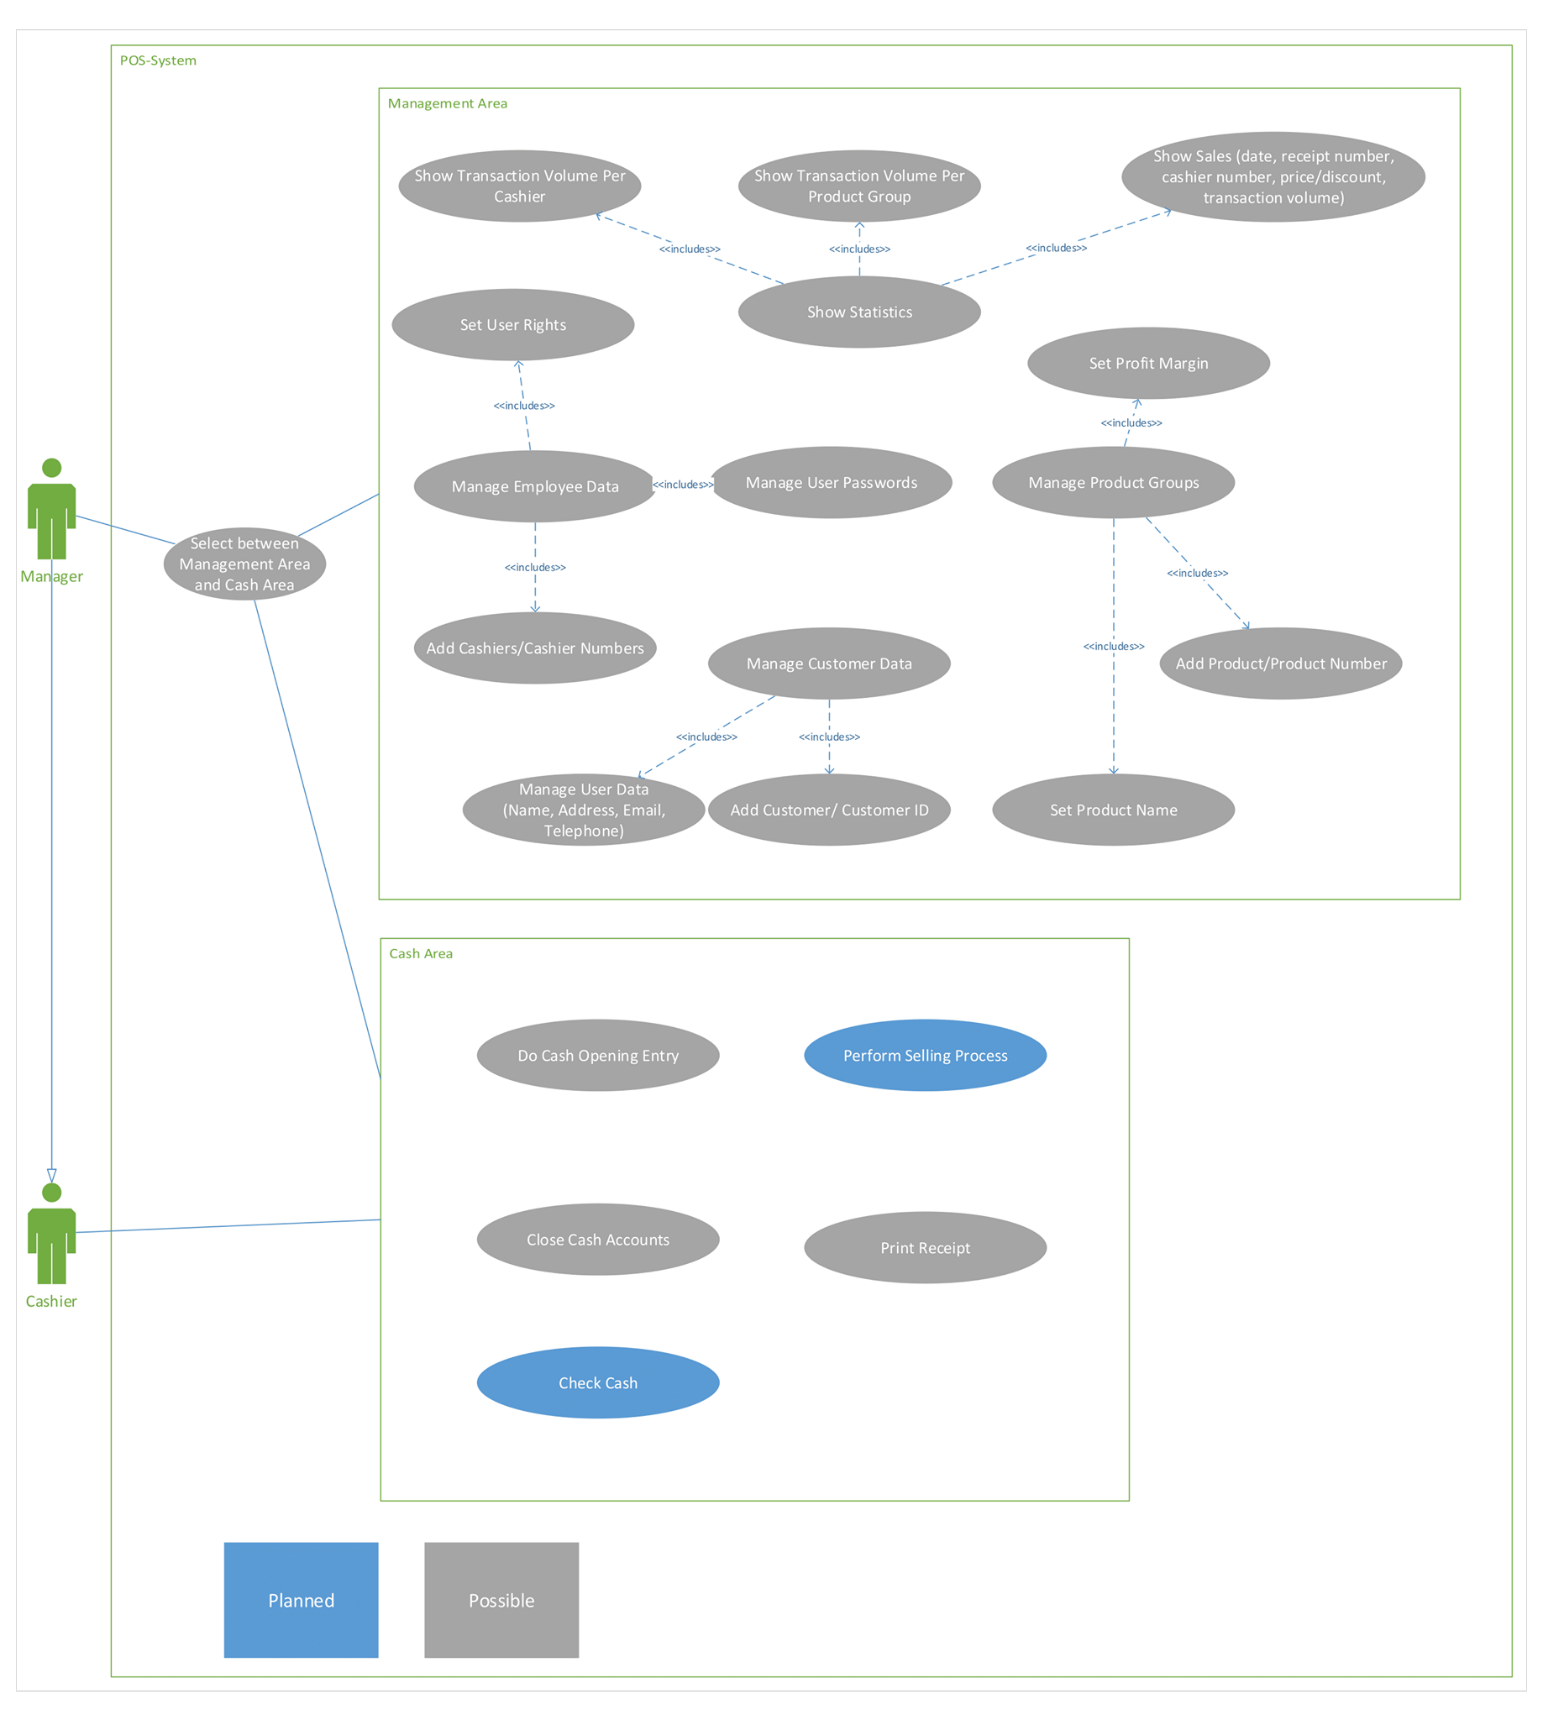 POS-System
Management Area
Show Transaction Volume Per
Cashier
Show Transaction Volume Per
Product Group
Show Sales (date, receipt number,
cashier number, price/discount,
transaction volume)
<<includes>>
<<includes>>
<<includes>>
Show Statistics
Set User Rights
Set Profit Margin
<<includes>>
<<includes>>
Manage Employee Data
<<includes>>
Manage User Passwords
Manage Product Groups
Manager
Select between
Management Area
and Cash Area
<<includes>>
<<includes>>
Add Cashiers/Cashier Numbers
Manage Customer Data
<<includes>>
Add Product/Product Number
<<includes>>
<<includes>>
Manage User Data
(Name, Address, Email,
Telephone)
Add Customer/ Customer ID
Set Product Name
Cash Area
Do Cash Opening Entry
Perform Selling Process
Close Cash Accounts
Print Receipt
Cashier
Check Cash
Planned
Possible